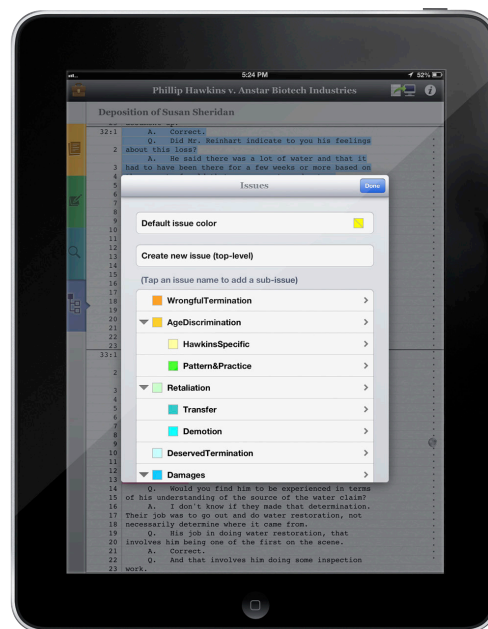 5:24 PM
52%
Phillip Hawkins v. Anstar Biotech Industries
Deposition of Susan Sheridan
32:1 A. Correct.
Q. Did Mr. Reinhart indicate to you his feelings
2 about this loss?
A. He said there was a lot of water and that it
3 had to have been there for a few weeks or more based on
4
5
6
7
8
9
10
11
12
13
14
15
16
17
18
19
20
21
22
23
33:1
2
3
4
5
6
7
8
9
10
11
12
13
Issues
Done
Default issue color
Create new issue (top-level)
(Tap an issue name to add a sub-issue)
WrongfulTermination
AgeDiscrimination
HawkinsSpecific
Pattern&Practice
Retaliation
Transfer
Demotion
DeservedTermination
Damages
14 Q. Would you find him to be experienced in terms
15 of his understanding of the source of the water claim?
16 A. I don't know if they made that determination.
17 Their job was to go out and do water restoration, not
18 necessarily determine where it came from.
19 Q. His job in doing water restoration, that
20 involves him being one of the first on the scene.
21 A. Correct.
22 Q. And that involves him doing some inspection
23 work.